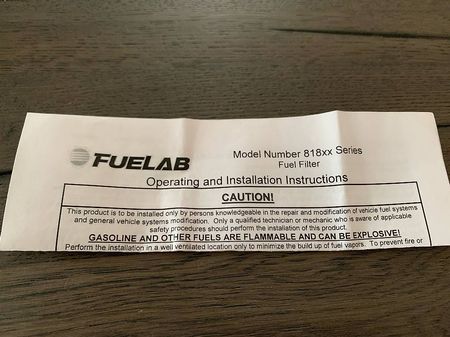 FUELAB
Model Number 818xx Series
Fuel Filter
Operating and Installation Instructions
CAUTION!
This product is to be installed only by persons knowledgeable in the repair and modification of vehicle fuel systems
and general vehicle systems modification. Only a qualified technician or mechanic who is aware of applicable
safety procedures should perform the installation of this product.
GASOLINE AND OTHER FUELS ARE FLAMMABLE AND CAN BE EXPLOSIVE!
Perform the installation in a well ventilated location only to minimize the build up of fuel vapors. To prevent fire or